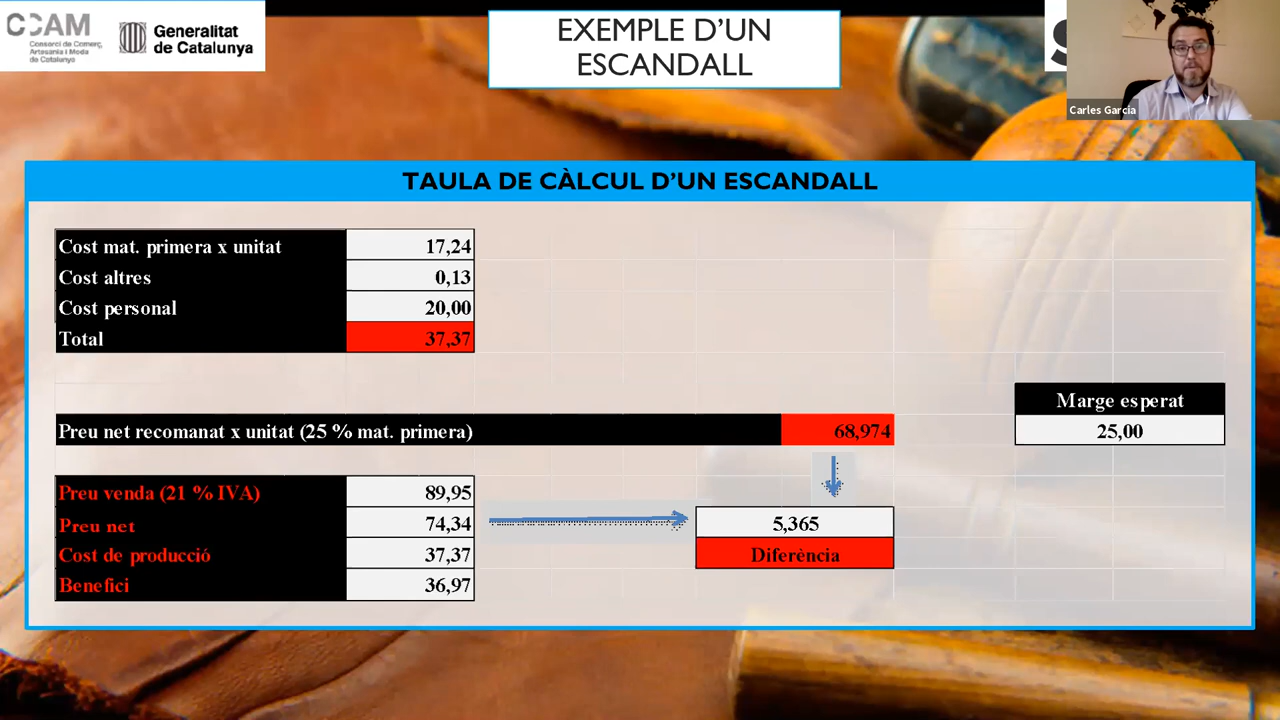 CCAM
Consorci de Comerç,
Artesania i Moda
de Catalunya
Generalitat
de Catalunya
EXEMPLE D'UN
ESCANDALL
Carles García
TAULA DE CÀLCUL D'UN ESCANDALL
Cost mat. primera x unitat 17,24
Cost altres 0,13
Cost personal 20,00
Total 37,37
Marge esperat
Preu net recomanat x unitat (25 % mat. primera) 68,974 25,00
Preu venda (21 % IVA) 89,95
Preu net 74,34 5,365
Cost de producció 37,37 Diferència
Benefici 36,97